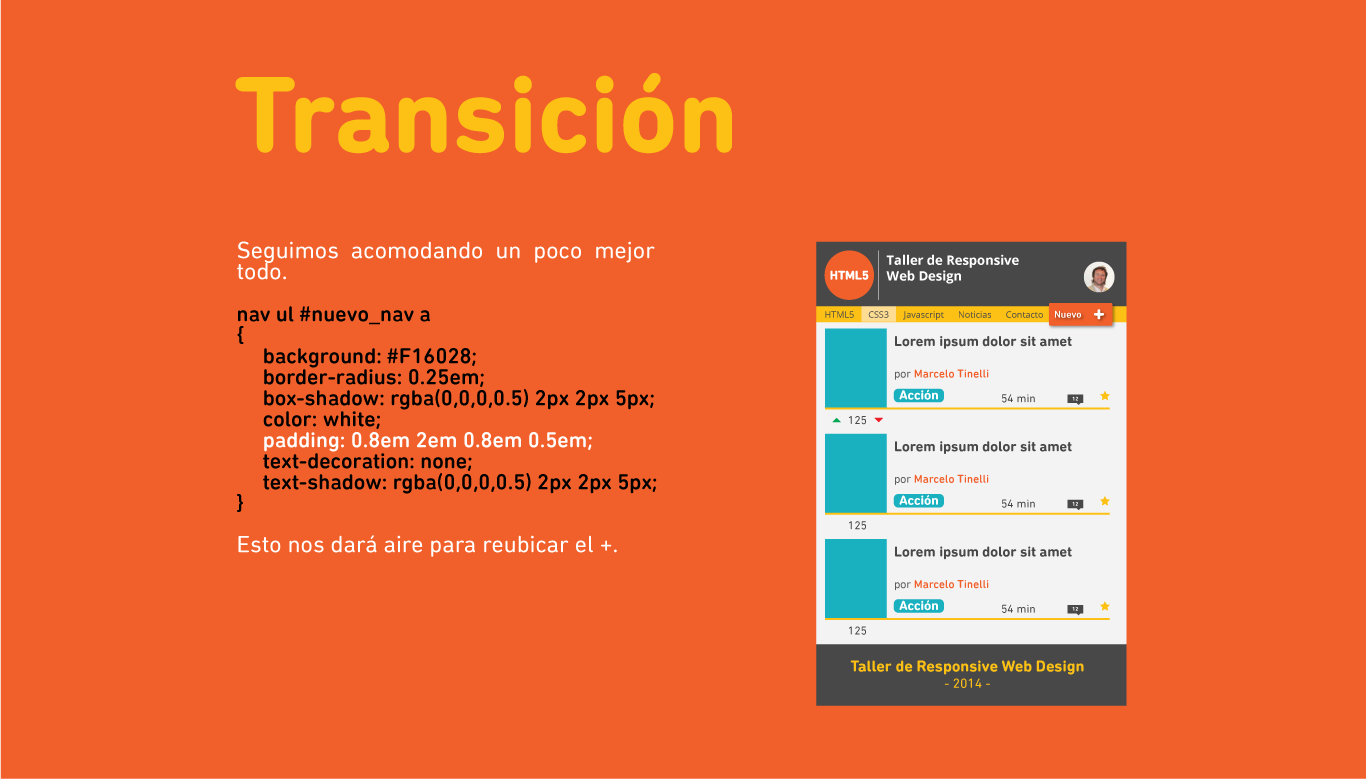 Transición
Seguimos acomodando un poco mejor
todo.
nav ul #nuevo_nav a
{
background: #F16028;
border-radius: 0.25em;
box-shadow: rgba(0,0,0,0.5) 2px 2px 5px;
color: white;
padding: 0.8em 2em 0.8em 0.5em;
text-decoration: none;
text-shadow: rgba(0,0,0,0.5) 2px 2px 5px;
}
Esto nos dará aire para reubicar el +.
HTML5
Taller de Responsive
Web Design
HTML5 CSS3 Javascript Noticias Contacto Nuevo +
Lorem ipsum dolor sit amet
por Marcelo Tinelli
Acción 54 min 12
125
Lorem ipsum dolor sit amet
por Marcelo Tinelli
Acción 54 min 12
125
Lorem ipsum dolor sit amet
por Marcelo Tinelli
Acción 54 min 12
125
Taller de Responsive Web Design
- 2014 -